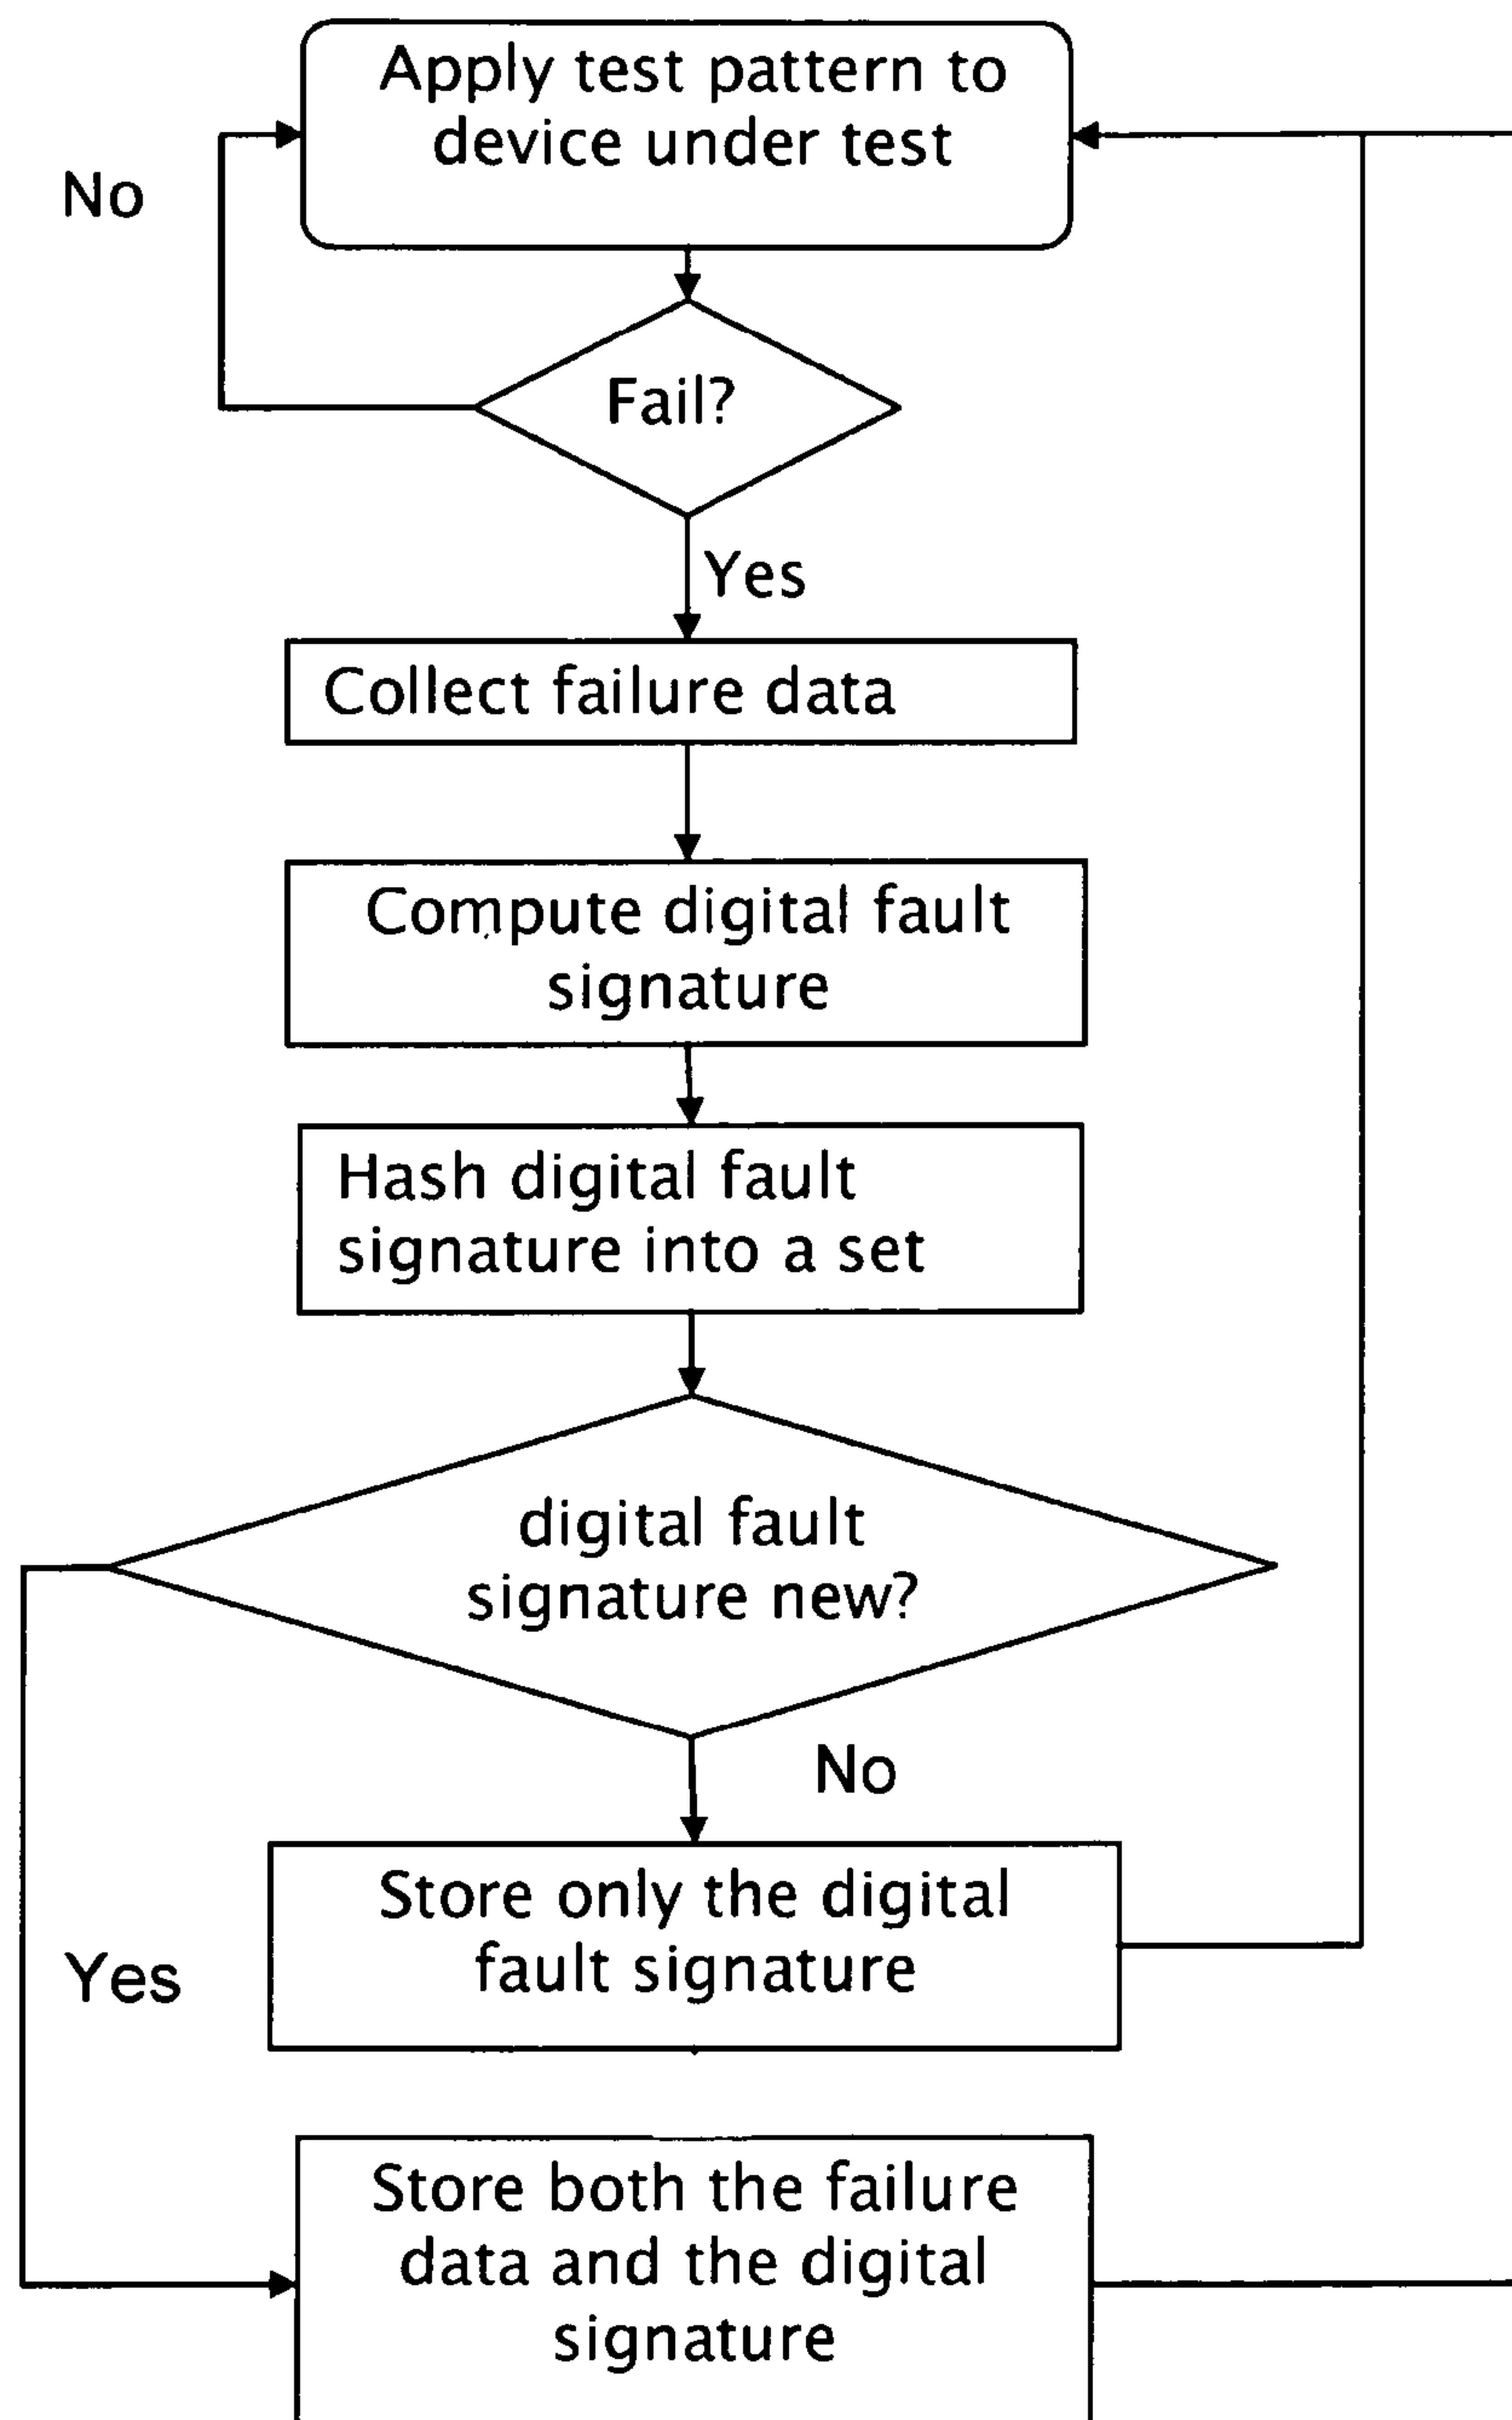 Apply test pattern to
device under test
No
Fail?
Yes
Collect failure data
Compute digital fault
signature
Hash digital fault
signature into a set
digital fault
signature new?
No
Store only the digital
fault signature
Yes
Store both the failure
data and the digital
signature